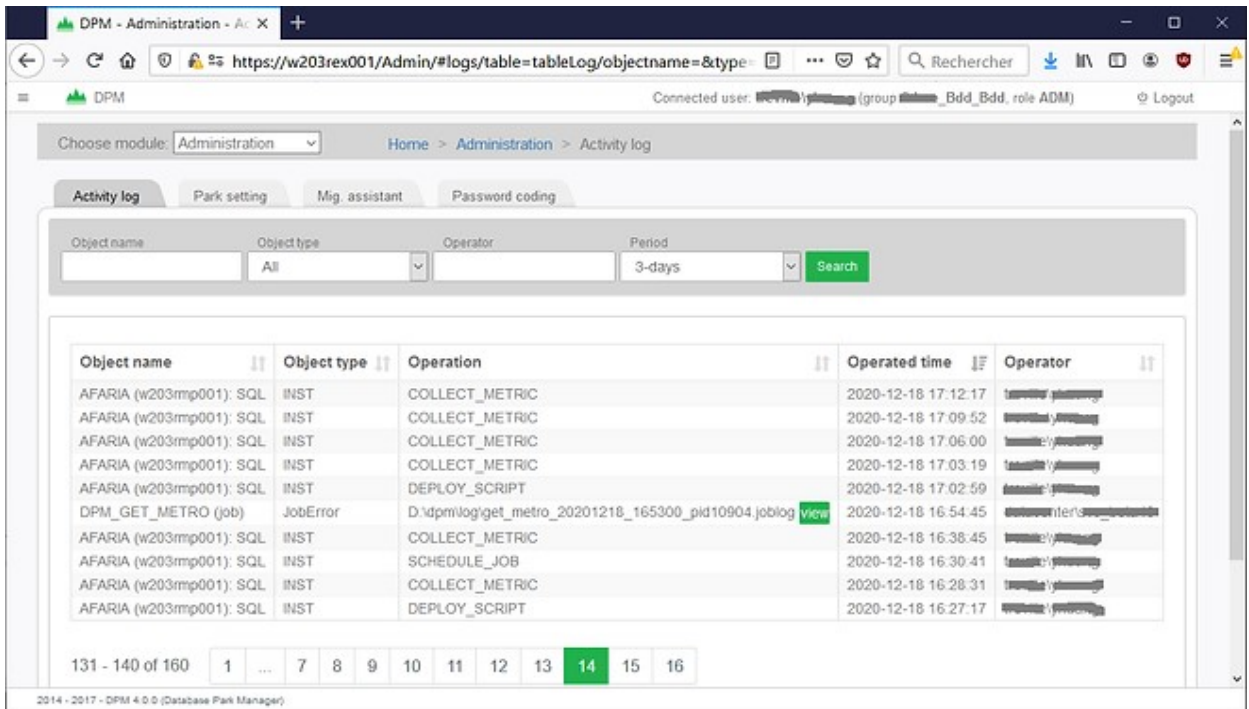 DPM - Administration - Ac
https://w203rex001/Admin/#logs/table=tableLog/objectname=&type=
Rechercher
DPM
Connected user: (group _Bdd_Bdd, role ADM)
Logout
Choose module: Administration
Home > Administration > Activity log
Activity log Park setting Mig. assistant Password coding
Object name Object type Operator Period
All 3-days Search
Object name Object type Operation Operated time Operator
AFARIA (w203rmp001): SQL INST COLLECT_METRIC 2020-12-18 17:12:17
AFARIA (w203rmp001): SQL INST COLLECT_METRIC 2020-12-18 17:09:52
AFARIA (w203rmp001): SQL INST COLLECT_METRIC 2020-12-18 17:06:00
AFARIA (w203rmp001): SQL INST COLLECT_METRIC 2020-12-18 17:03:19
AFARIA (w203rmp001): SQL INST DEPLOY_SCRIPT 2020-12-18 17:02:59
DPM_GET_METRO (job) JobError D:\dpm\log\get_metro_20201218_165300_pid10904.joblog view 2020-12-18 16:54:45
AFARIA (w203rmp001): SQL INST COLLECT_METRIC 2020-12-18 16:38:45
AFARIA (w203rmp001): SQL INST SCHEDULE_JOB 2020-12-18 16:30:41
AFARIA (w203rmp001): SQL INST COLLECT_METRIC 2020-12-18 16:28:31
AFARIA (w203rmp001): SQL INST DEPLOY_SCRIPT 2020-12-18 16:27:17
131 - 140 of 160 1 ... 7 8 9 10 11 12 13 14 15 16
2014 - 2017 - DPM 4.0.0 (Database Park Manager)